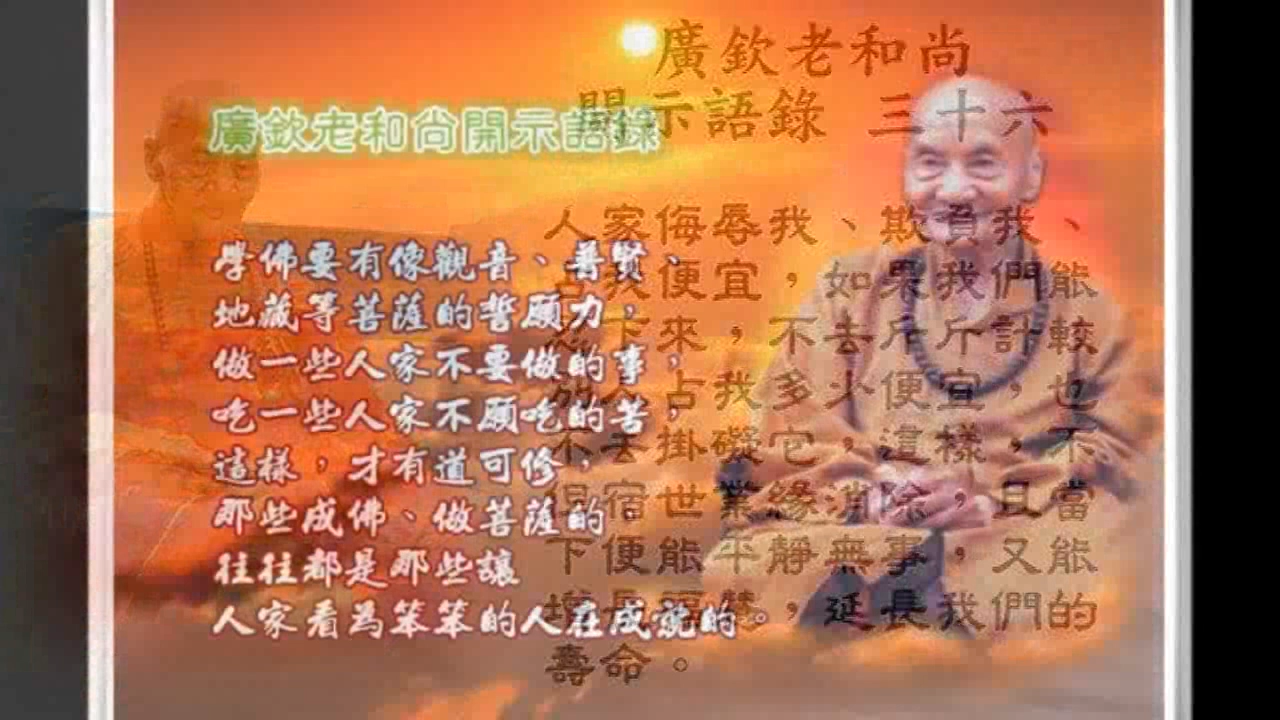 廣欽老和尚開示語錄
學佛要有像觀音、普賢、
地藏等菩薩的誓願力，
做一些人家不要做的事，
吃一些人家不願吃的苦，
這樣，才有道可修，
那些成佛、做菩薩的，
往往都是那些讓
人家看為笨笨的人在成就的。
廣欽老和尚
開示語錄 三十六
人家侮辱我、欺負我、
占我便宜，如果我們能
下來，不去斤斤計較
占我多少便宜，也
不去掛礙它，這樣，不
宿世業緣消除，且當
下便能平靜無事，又能
增長福慧，延長我們的
壽命。